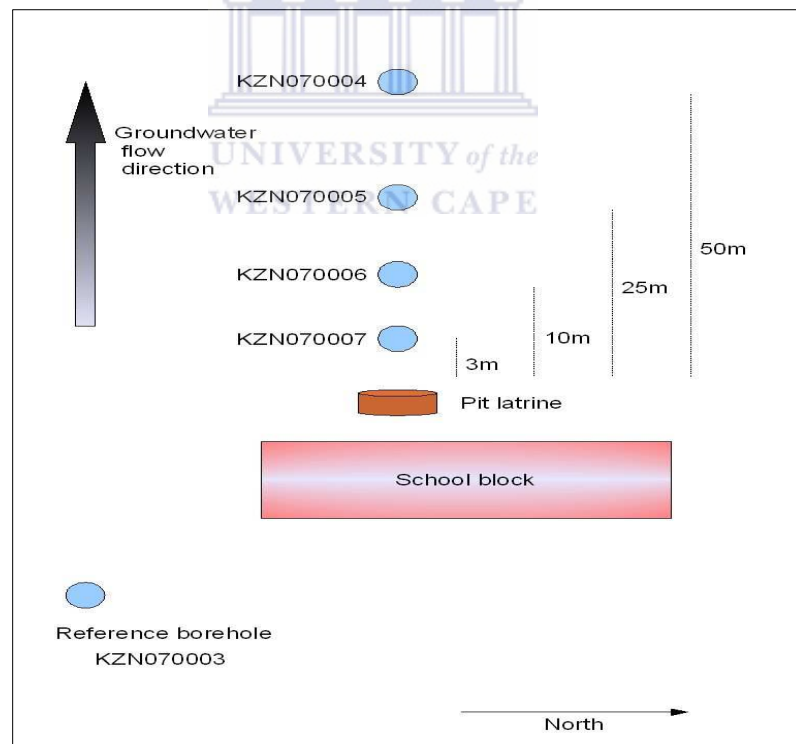 KZN070004
Groundwater
flow
direction
UNIVERSITY of the
WESTERN CAPE
KZN070005
50m
KZN070006
25m
KZN070007
10m
3m
Pit latrine
School block
Reference borehole
KZN070003
North